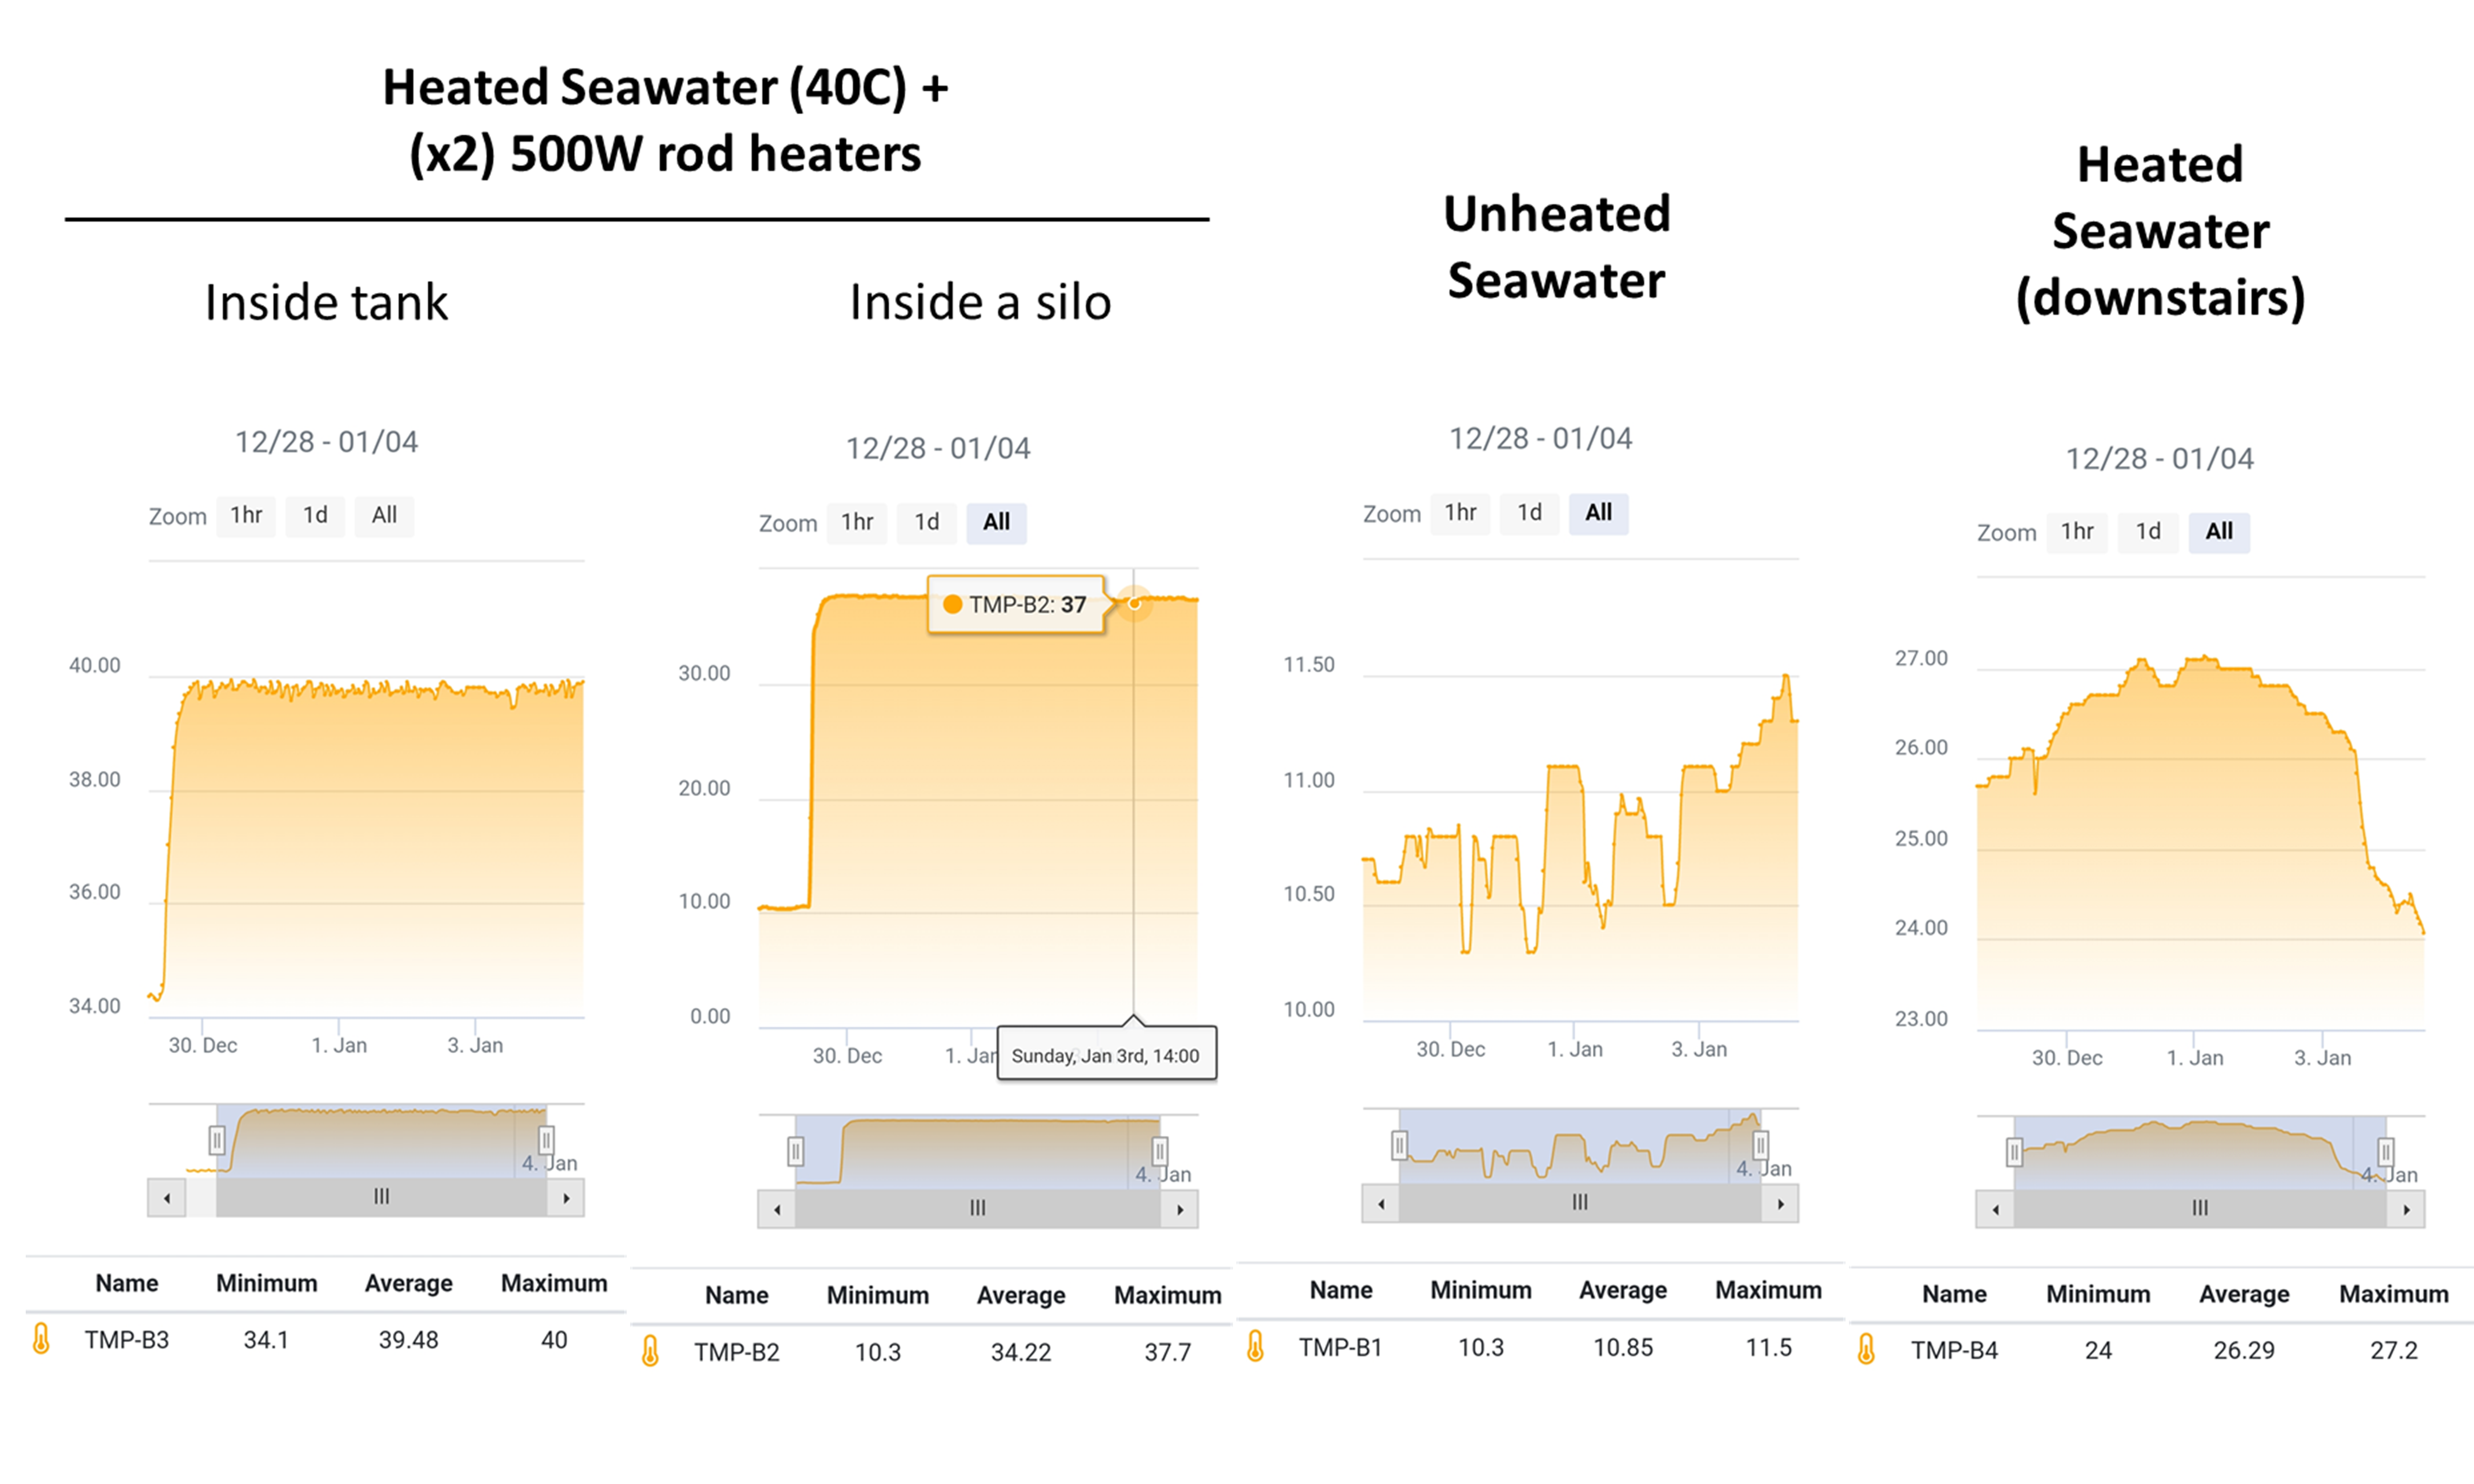 Heated Seawater (40C) +
(x2) 500W rod heaters
Inside tank
12/28 - 01/04
Zoom 1hr 1d All
40.00
38.00
36.00
34.00
30. Dec 1. Jan 3. Jan
4. Jan
Name Minimum Average Maximum
TMP-B3 34.1 39.48 40
Inside a silo
12/28 - 01/04
Zoom 1hr 1d All
TMP-B2: 37
30.00
20.00
10.00
0.00
30. Dec 1. Jan Sunday, Jan 3rd, 14:00
4. Jan
Name Minimum Average Maximum
TMP-B2 10.3 34.22 37.7
Unheated
Seawater
12/28 - 01/04
Zoom 1hr 1d All
11.50
11.00
10.50
10.00
30. Dec 1. Jan 3. Jan
4. Jan
Name Minimum Average Maximum
TMP-B1 10.3 10.85 11.5
Heated
Seawater
(downstairs)
12/28 - 01/04
Zoom 1hr 1d All
27.00
26.00
25.00
24.00
23.00
30. Dec 1. Jan 3. Jan
4. Jan
Name Minimum Average Maximum
TMP-B4 24 26.29 27.2